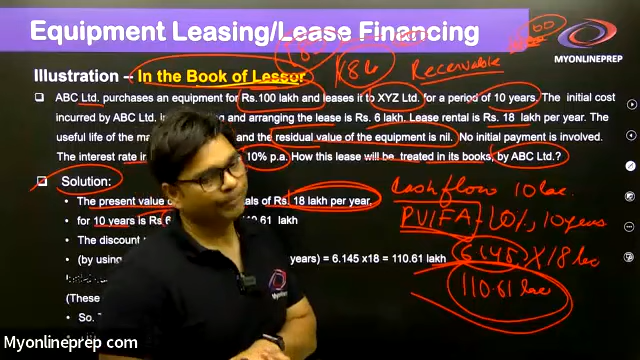 Equipment Leasing/Lease Financing
MYONLINEPREP
Illustration – In the Book of Lessor
186
Receivable
ABC Ltd. purchases an equipment for Rs.100 lakh and leases it to XYZ Ltd. for a period of 10 years. The initial cost
incurred by ABC Ltd. in and arranging the lease is Rs. 6 lakh. Lease rental is Rs. 18 lakh per year. The
useful life of the and the residual value of the equipment is nil. No initial payment is involved.
The interest rate in 10% p.a. How this lease will be treated in its books, by ABC Ltd.?
Solution:
The present value of Rs. 18 lakh per year.
for 10 years is Rs 110.61 lakh
The discount
(by using years) = 6.145 x18 = 110.61 lakh
(These
So.
Cashflow 10 lac.
PVIFA - 10%, 10 years
6.145 X 18 lac
110.61 lac
Myonlineprep com